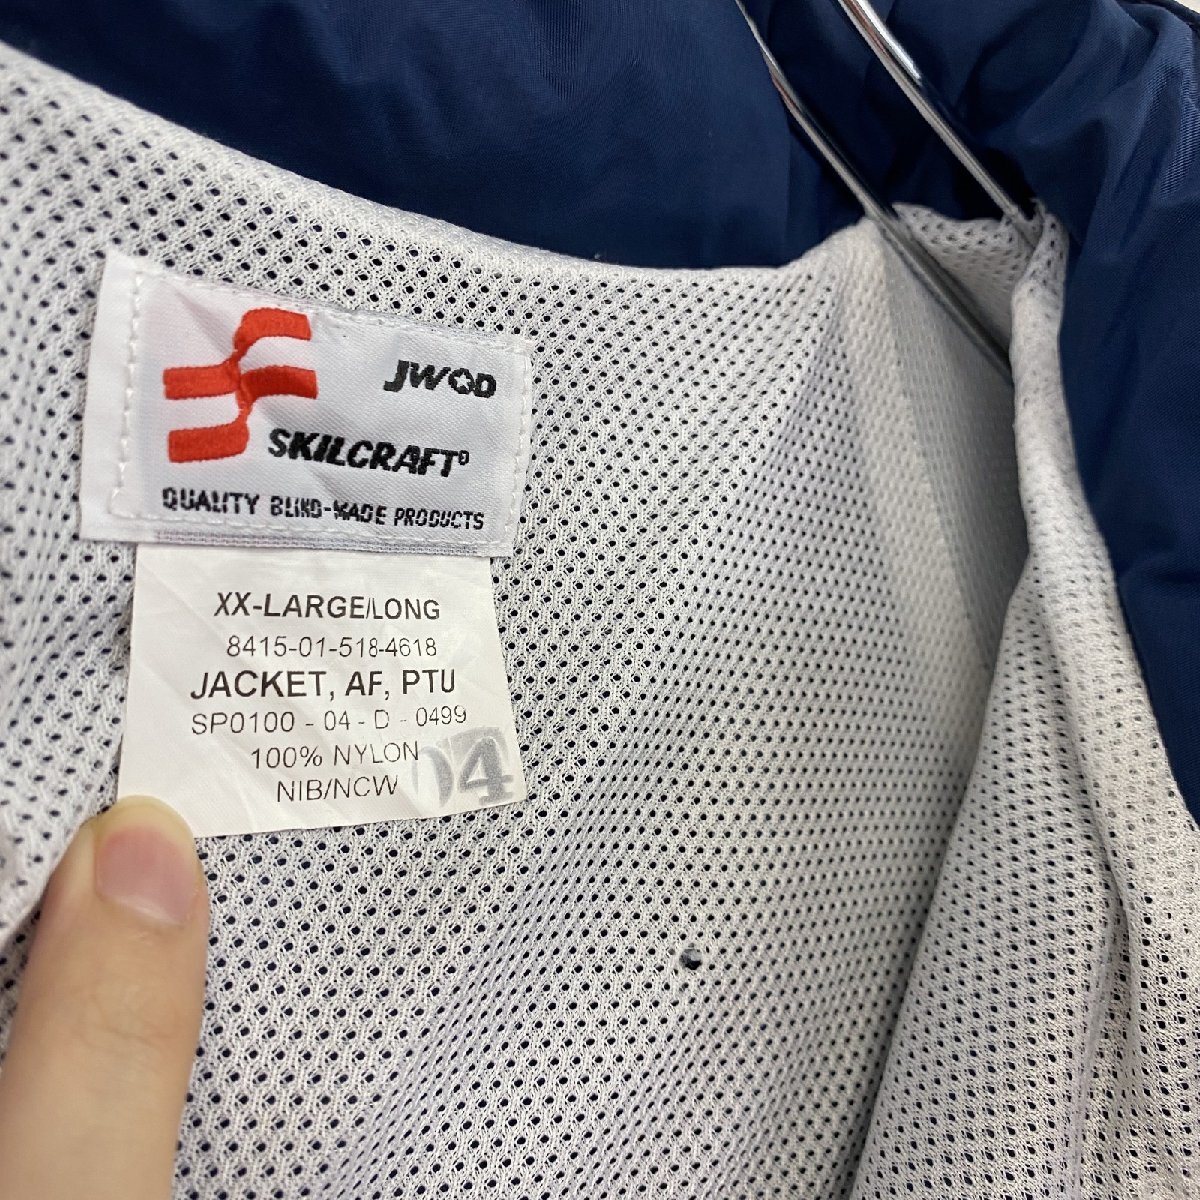 JWOD
SKILCRAFT®
QUALITY BLIND-MADE PRODUCTS
XX-LARGE/LONG
8415-01-518-4618
JACKET, AF, PTU
SP0100 - 04 - D - 0499
100% NYLON
NIB/NCW
04